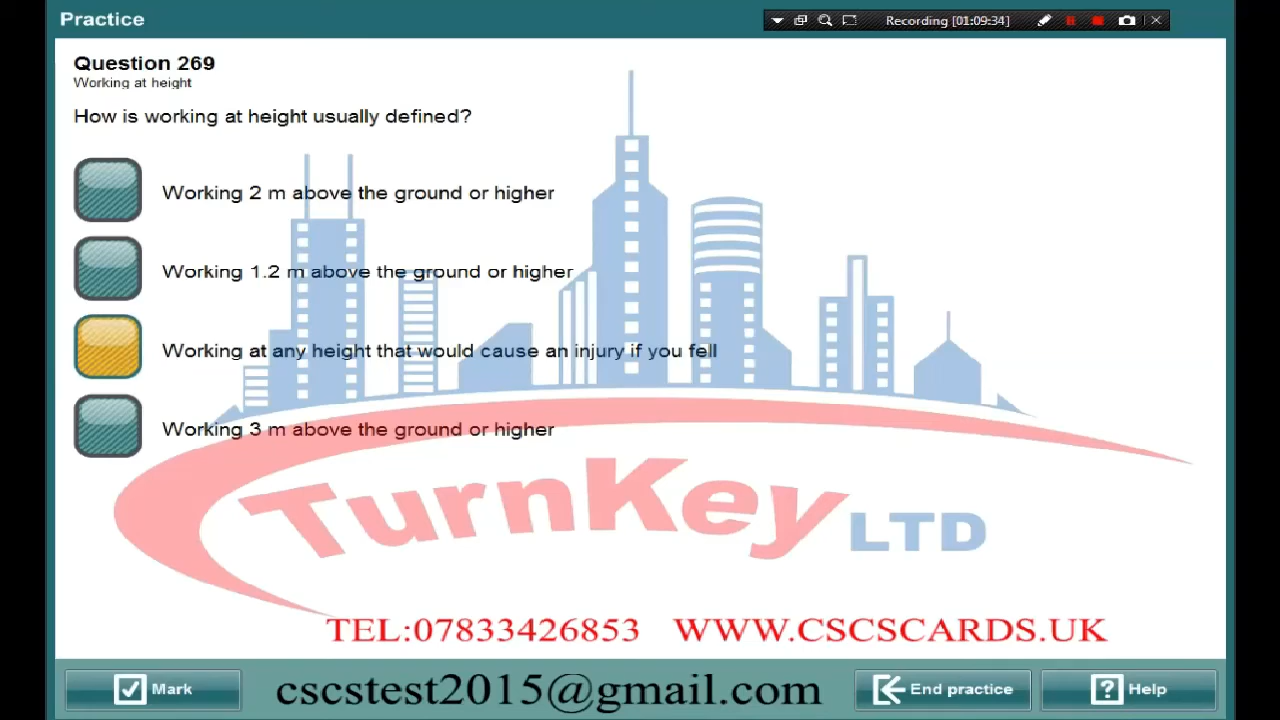 Practice
Recording [01:09:34]
Question 269
Working at height
How is working at height usually defined?
Working 2 m above the ground or higher
Working 1.2 m above the ground or higher
Working at any height that would cause an injury if you fell
Working 3 m above the ground or higher
TurnKey LTD
TEL:07833426853 WWW.CSCSCARDS.UK
Mark
cscstest2015@gmail.com
End practice
? Help